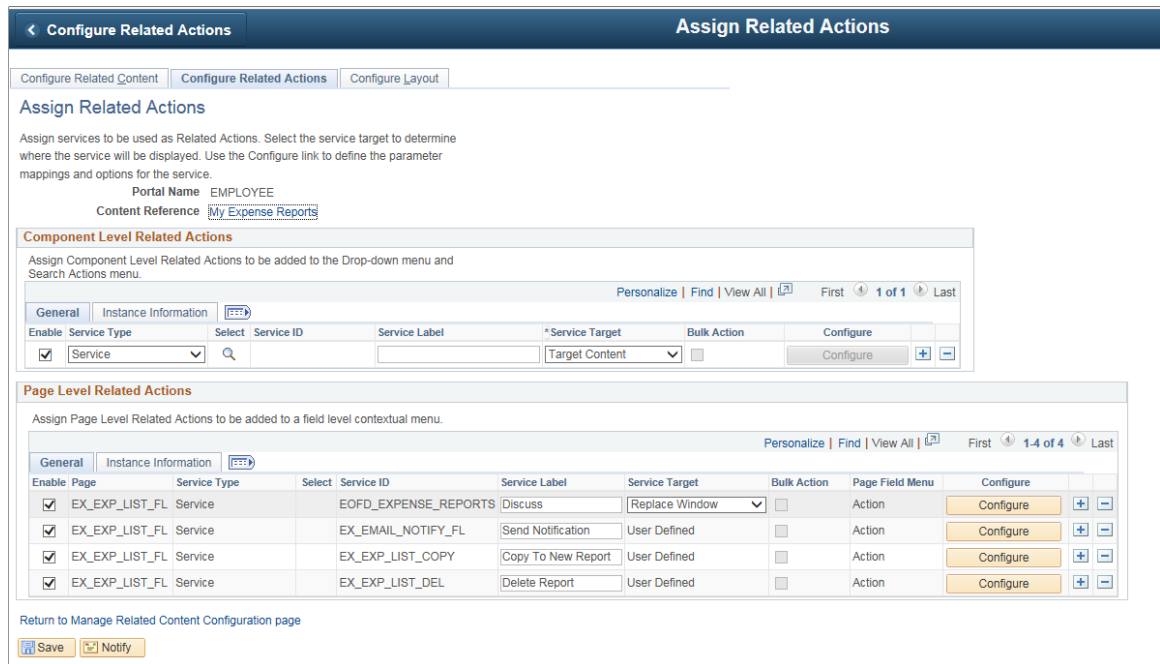 Configure Related Actions
Assign Related Actions
Configure Related Content Configure Related Actions Configure Layout
Assign Related Actions
Assign services to be used as Related Actions. Select the service target to determine
where the service will be displayed. Use the Configure link to define the parameter
mappings and options for the service.
Portal Name EMPLOYEE
Content Reference My Expense Reports
Component Level Related Actions
Assign Component Level Related Actions to be added to the Drop-down menu and
Search Actions menu.
Personalize | Find | View All | First 1 of 1 Last
General Instance Information
Enable Service Type Select Service ID Service Label *Service Target Bulk Action Configure
Service Target Content Configure
Page Level Related Actions
Assign Page Level Related Actions to be added to a field level contextual menu.
Personalize | Find | View All | First 1-4 of 4 Last
General Instance Information
Enable Page Service Type Select Service ID Service Label Service Target Bulk Action Page Field Menu Configure
EX_EXP_LIST_FL Service EOFD_EXPENSE_REPORTS Discuss Replace Window Action Configure
EX_EXP_LIST_FL Service EX_EMAIL_NOTIFY_FL Send Notification User Defined Action Configure
EX_EXP_LIST_FL Service EX_EXP_LIST_COPY Copy To New Report User Defined Action Configure
EX_EXP_LIST_FL Service EX_EXP_LIST_DEL Delete Report User Defined Action Configure
Return to Manage Related Content Configuration page
Save Notify